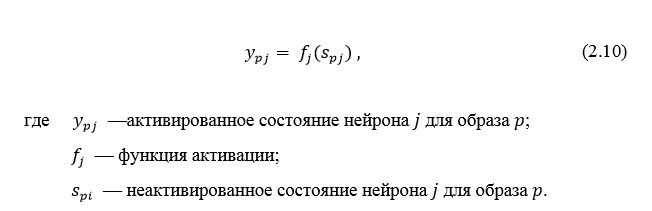 y_{pj} = f_j(s_{pj}) , (2.10)
где y_{pj} —активированное состояние нейрона j для образа p;
f_j — функция активации;
s_{pi} — неактивированное состояние нейрона j для образа p.